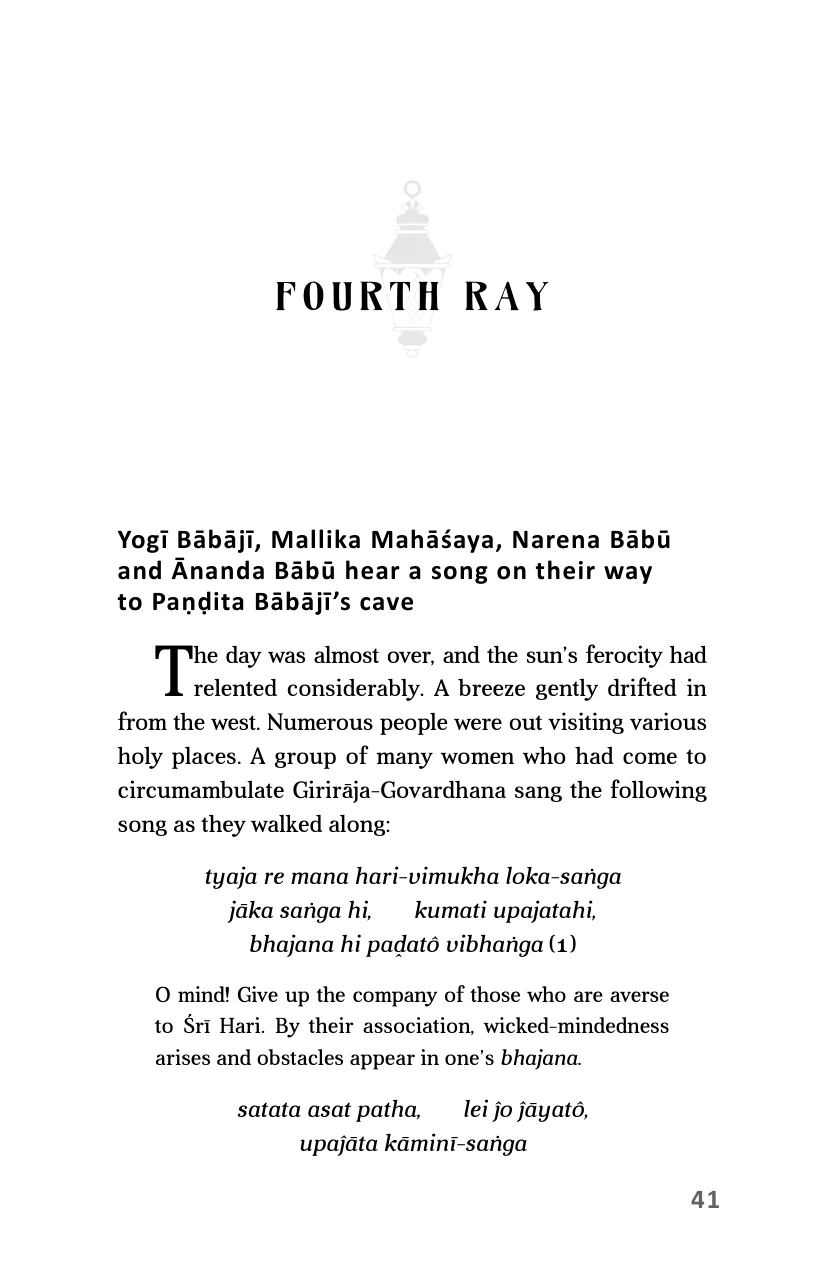 FOURTH RAY
Yogī Bābājī, Mallika Mahāśaya, Narena Bābū
and Ānanda Bābū hear a song on their way
to Paṇḍita Bābājī’s cave
The day was almost over, and the sun’s ferocity had
relented considerably. A breeze gently drifted in
from the west. Numerous people were out visiting various
holy places. A group of many women who had come to
circumambulate Girirāja-Govardhana sang the following
song as they walked along:
tyaja re mana hari-vimukha loka-saṅga
jāka saṅga hi, kumati upajatahi,
bhajana hi paḓatô vibhaṅga (1)
O mind! Give up the company of those who are averse
to Śrī Hari. By their association, wicked-mindedness
arises and obstacles appear in one’s bhajana.
satata asat patha, lei ĵo ĵāyatô,
upaĵāta kāminī-saṅga
41